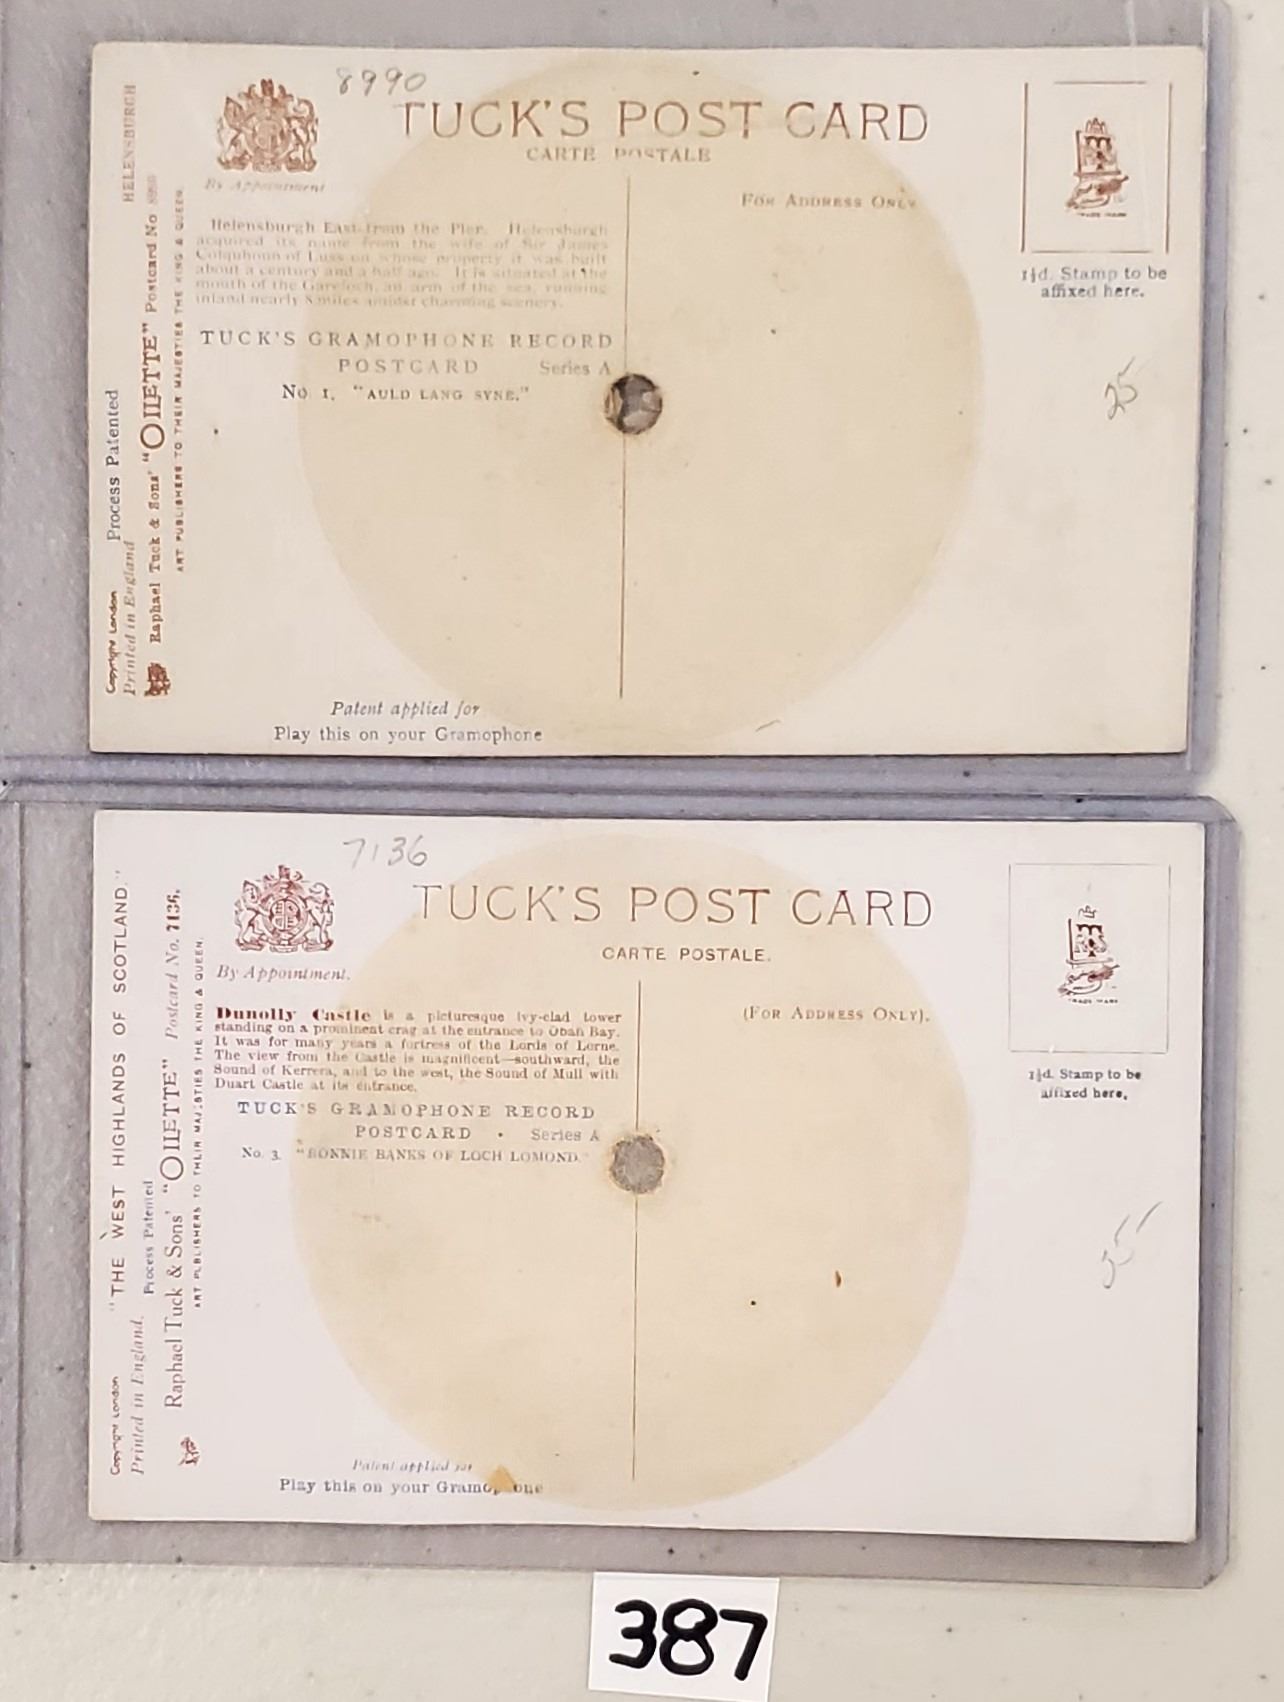 8990
TUCK'S POST CARD
CARTE POSTALE
By Appointment
FOR ADDRESS ONLY
TRADE MARK
1½d. Stamp to be
affixed here.
Helensburgh East from the Pier. Helensburgh
acquired its name from the wife of Sir James
Colquhoun of Luss on whose property it was built
about a century and a half ago. It is situated at the
mouth of the Gareloch, an arm of the sea, running
inland nearly 8 miles amidst charming scenery.
TUCK'S GRAMOPHONE RECORD
POSTCARD Series A
No. 1, "AULD LANG SYNE."
25
Patent applied for
Play this on your Gramophone
HELENSBURGH
Process Patented
Copyright London
Printed in England
Raphael Tuck & Sons' "OILETTE" Postcard No 8990
ART PUBLISHERS TO THEIR MAJESTIES THE KING & QUEEN.
7136
TUCK'S POST CARD
CARTE POSTALE.
By Appointment.
(FOR ADDRESS ONLY).
TRADE MARK
1½d. Stamp to be
affixed here.
Dunolly Castle is a picturesque ivy-clad tower
standing on a prominent crag at the entrance to Oban Bay.
It was for many years a fortress of the Lords of Lorne.
The view from the Castle is magnificent—southward, the
Sound of Kerrera, and to the west, the Sound of Mull with
Duart Castle at its entrance.
TUCK'S GRAMOPHONE RECORD
POSTCARD · Series A
No. 3. "BONNIE BANKS OF LOCH LOMOND."
Patent applied for
Play this on your Gramophone
"THE WEST HIGHLANDS OF SCOTLAND."
Process Patented
Copyright London
Printed in England.
Raphael Tuck & Sons' "OILETTE" Postcard No. 7136.
ART PUBLISHERS TO THEIR MAJESTIES THE KING & QUEEN.
387